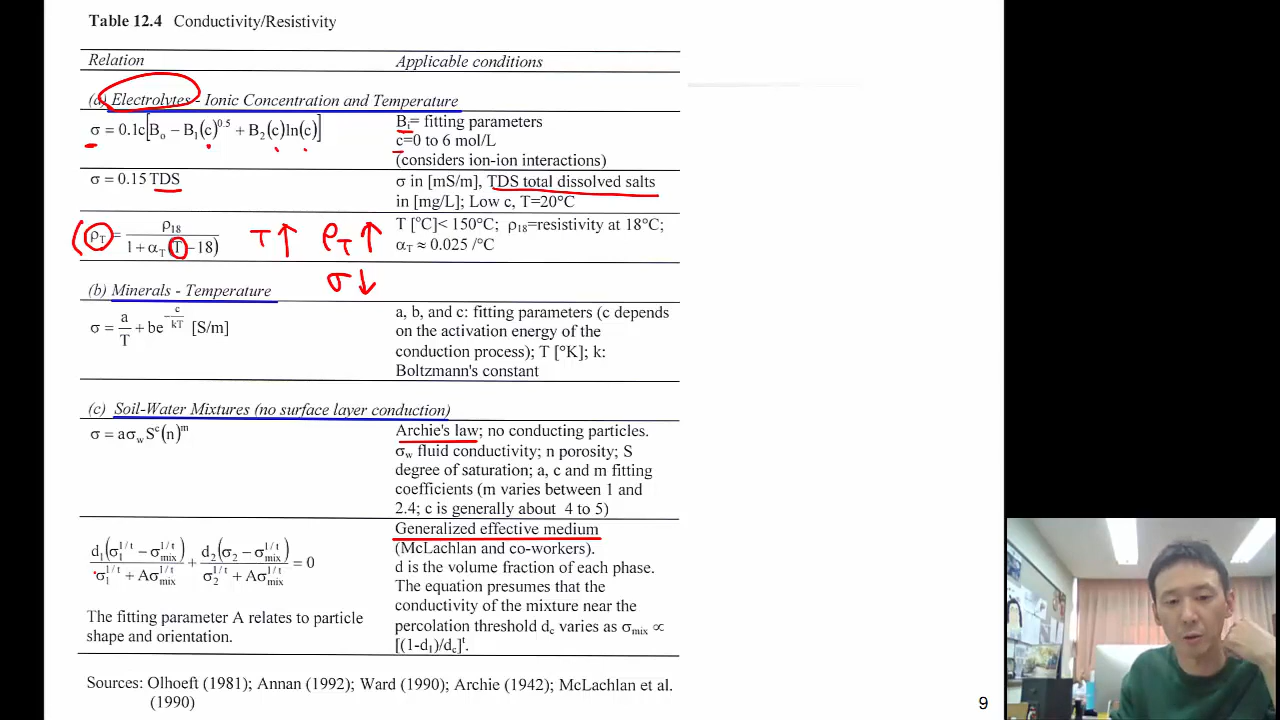 Table 12.4 Conductivity/Resistivity
Relation Applicable conditions
(a) Electrolytes - Ionic Concentration and Temperature
σ = 0.1c[B₀ − B₁(c)^0.5 + B₂(c)ln(c)] Bᵢ= fitting parameters
c=0 to 6 mol/L
(considers ion-ion interactions)
σ = 0.15 TDS σ in [mS/m], TDS total dissolved salts
in [mg/L]; Low c, T=20°C
ρ_T = ρ₁₈ / (1 + α_T (T − 18)) T [°C]< 150°C; ρ₁₈=resistivity at 18°C;
α_T ≈ 0.025 /°C
T↑ ρ_T↑
σ↓
(b) Minerals - Temperature
σ = a/T + be^(−c/kT) [S/m] a, b, and c: fitting parameters (c depends
on the activation energy of the
conduction process); T [°K]; k:
Boltzmann's constant
(c) Soil-Water Mixtures (no surface layer conduction)
σ = aσ_w S^c (n)^m Archie's law; no conducting particles.
σ_w fluid conductivity; n porosity; S
degree of saturation; a, c and m fitting
coefficients (m varies between 1 and
2.4; c is generally about 4 to 5)
d₁(σ₁^1/t − σ_mix^1/t) / (σ₁^1/t + Aσ_mix^1/t) + d₂(σ₂ − σ_mix^1/t) / (σ₂^1/t + Aσ_mix^1/t) = 0 Generalized effective medium
(McLachlan and co-workers).
d is the volume fraction of each phase.
The equation presumes that the
conductivity of the mixture near the
percolation threshold d_c varies as σ_mix ∝
[(1-d₁)/d_c]^t.
The fitting parameter A relates to particle
shape and orientation.
Sources: Olhoeft (1981); Annan (1992); Ward (1990); Archie (1942); McLachlan et al.
(1990)
9